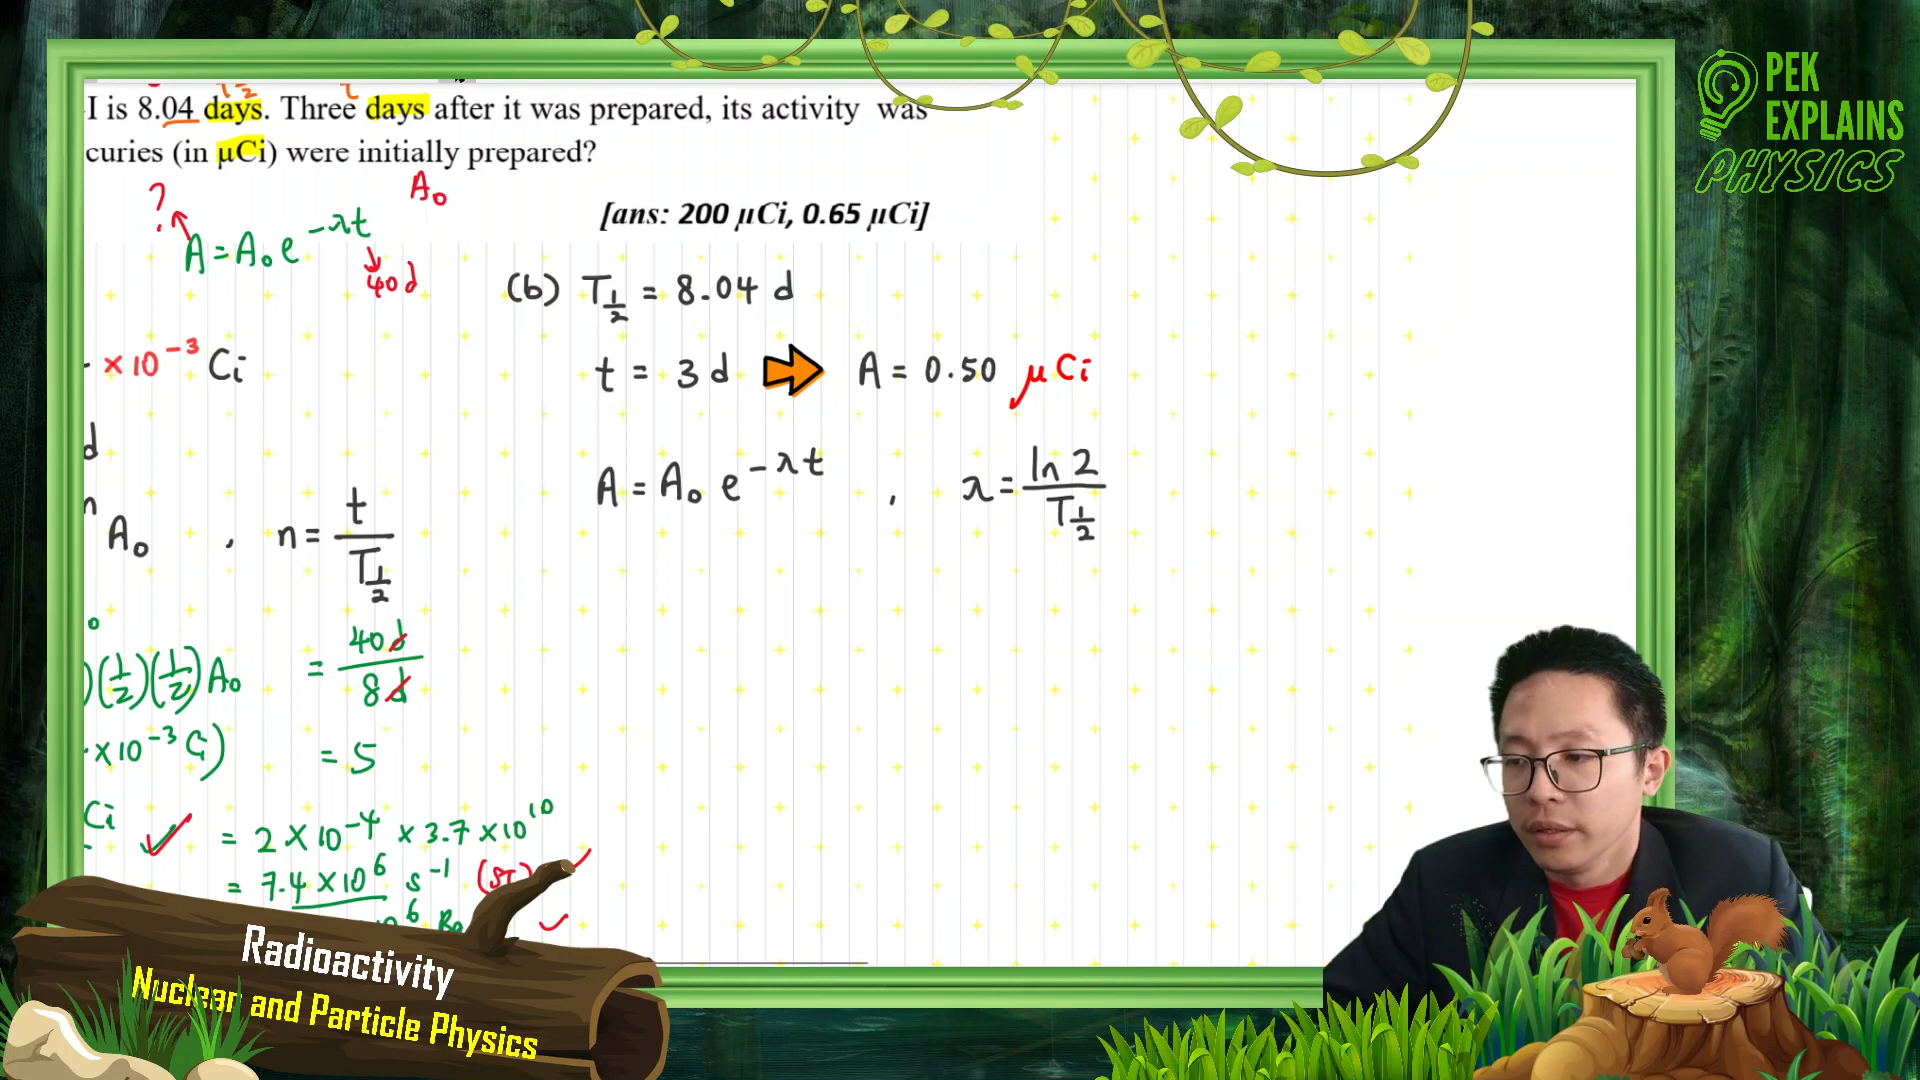 -I is 8.04 days. Three days after it was prepared, its activity was
curies (in μCi) were initially prepared?
A₀
?
A = A₀ e^-λt
40d
[ans: 200 μCi, 0.65 μCi]
(b) T½ = 8.04 d
× 10⁻³ Ci
t = 3 d A = 0.50 μCi
d
A = A₀ e^-λt , λ = ln 2 / T½
n
A₀ , n = t / T½
)(½)(½) A₀ = 40d / 8d
× 10⁻³ Ci) = 5
Ci = 2 × 10⁻⁴ × 3.7 × 10¹⁰
= 7.4 × 10⁶ s⁻¹ (SI)
Radioactivity
Nuclear and Particle Physics
PEK
EXPLAINS
PHYSICS